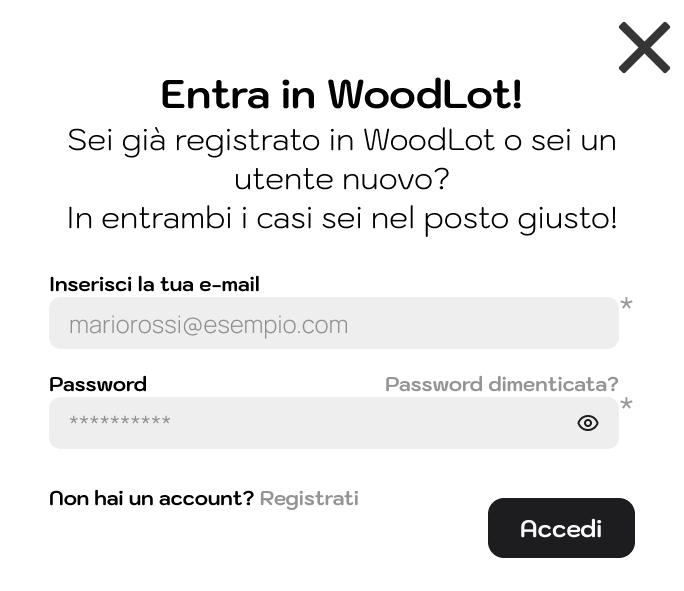 Entra in WoodLot!
Sei già registrato in WoodLot o sei un
utente nuovo?
In entrambi i casi sei nel posto giusto!
Inserisci la tua e-mail
mariorossi@esempio.com *
Password Password dimenticata?
********** *
Non hai un account? Registrati
Accedi